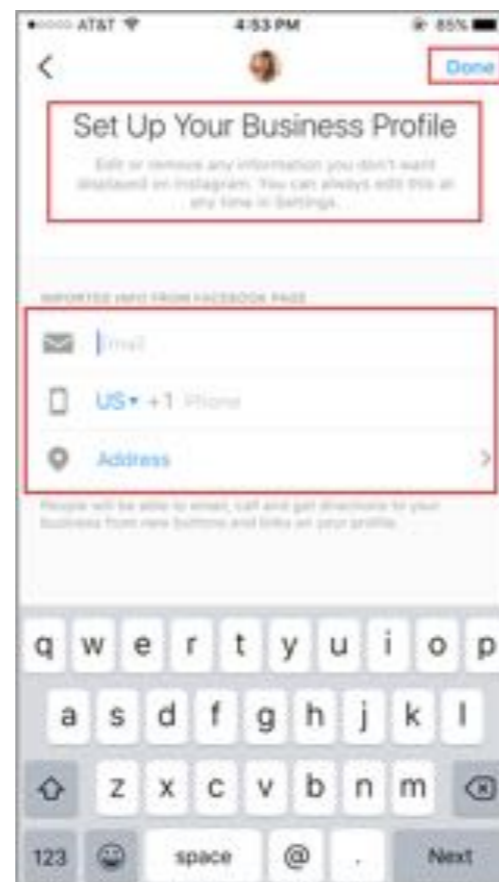 AT&T 4:53 PM 85%
Done
Set Up Your Business Profile
Edit or remove any information you don't want
displayed on Instagram. You can always edit this at
any time in Settings.
IMPORTED INFO FROM FACEBOOK PAGE
Email
US +1 Phone
Address
People will be able to email, call and get directions to your
business from new buttons and links on your profile.
q w e r t y u i o p
a s d f g h j k l
z x c v b n m
123 space @ . Next